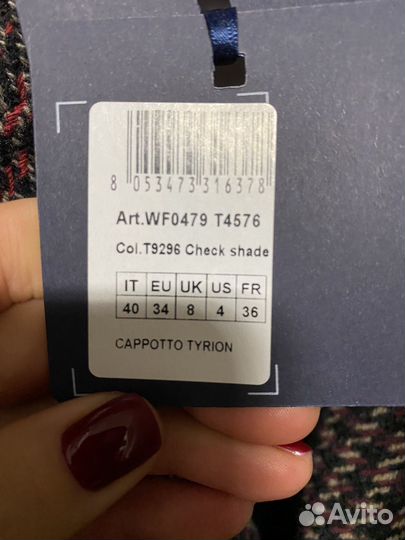 8 053473 316378
Art.WF0479 T4576
Col.T9296 Check shade
IT EU UK US FR
40 34 8 4 36
CAPPOTTO TYRION
Avito